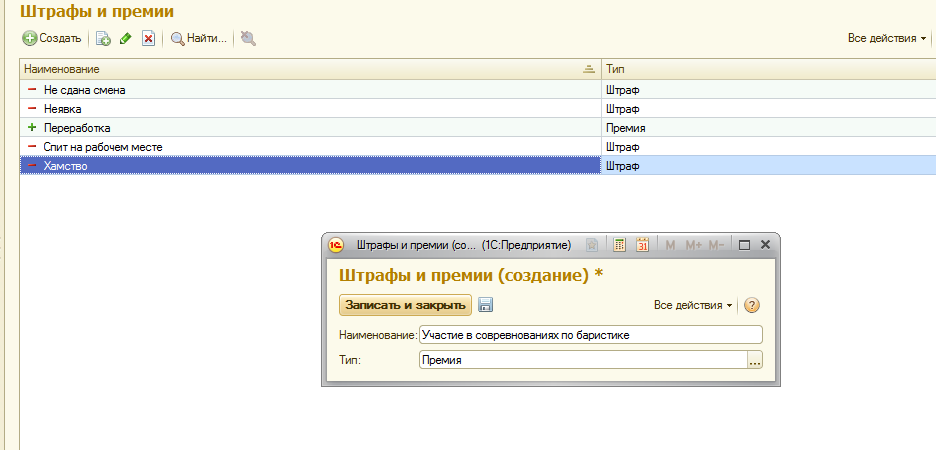 Штрафы и премии
Создать Найти... Все действия
Наименование Тип
Не сдана смена Штраф
Неявка Штраф
Переработка Премия
Спит на рабочем месте Штраф
Хамство Штраф
1С Штрафы и премии (со... (1С:Предприятие) 31 M M+ M-
Штрафы и премии (создание) *
Записать и закрыть Все действия ?
Наименование: Участие в совревнованиях по баристике
Тип: Премия ...